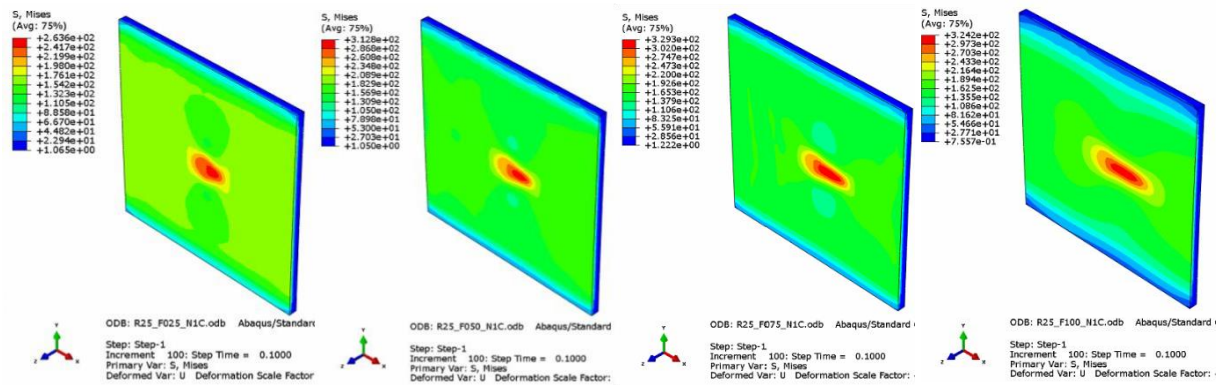 S, Mises
(Avg: 75%)
+2.636e+02
+2.417e+02
+2.199e+02
+1.980e+02
+1.761e+02
+1.542e+02
+1.323e+02
+1.105e+02
+8.858e+01
+6.670e+01
+4.482e+01
+2.294e+01
+1.065e+00
Y
Z
X
ODB: R25_F025_N1C.odb Abaqus/Standard
Step: Step-1
Increment 100: Step Time = 0.1000
Primary Var: S, Mises
Deformed Var: U Deformation Scale Factor:
S, Mises
(Avg: 75%)
+3.128e+02
+2.868e+02
+2.608e+02
+2.348e+02
+2.089e+02
+1.829e+02
+1.569e+02
+1.309e+02
+1.050e+02
+7.898e+01
+5.300e+01
+2.703e+01
+1.050e+00
Y
Z
X
ODB: R25_F050_N1C.odb Abaqus/Standard
Step: Step-1
Increment 100: Step Time = 0.1000
Primary Var: S, Mises
Deformed Var: U Deformation Scale Factor:
S, Mises
(Avg: 75%)
+3.293e+02
+3.020e+02
+2.747e+02
+2.473e+02
+2.200e+02
+1.926e+02
+1.653e+02
+1.379e+02
+1.106e+02
+8.325e+01
+5.591e+01
+2.856e+01
+1.222e+00
Y
Z
X
ODB: R25_F075_N1C.odb Abaqus/Standard
Step: Step-1
Increment 100: Step Time = 0.1000
Primary Var: S, Mises
Deformed Var: U Deformation Scale Factor:
S, Mises
(Avg: 75%)
+3.242e+02
+2.973e+02
+2.703e+02
+2.433e+02
+2.164e+02
+1.894e+02
+1.625e+02
+1.355e+02
+1.086e+02
+8.162e+01
+5.466e+01
+2.771e+01
+7.557e-01
Y
Z
X
ODB: R25_F100_N1C.odb Abaqus/Standard
Step: Step-1
Increment 100: Step Time = 0.1000
Primary Var: S, Mises
Deformed Var: U Deformation Scale Factor: